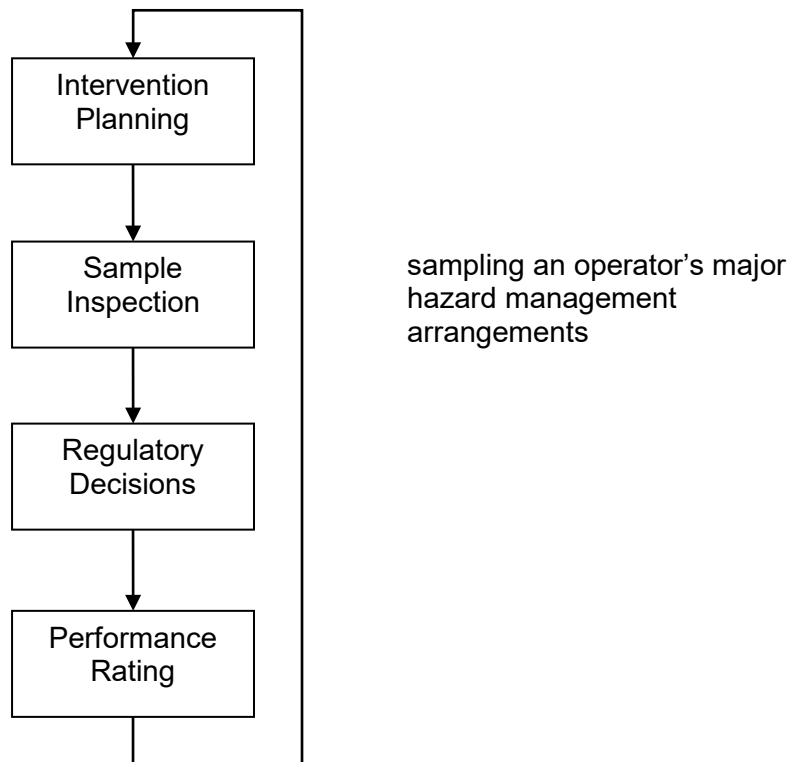 Intervention
Planning
Sample
Inspection
sampling an operator’s major
hazard management
arrangements
Regulatory
Decisions
Performance
Rating